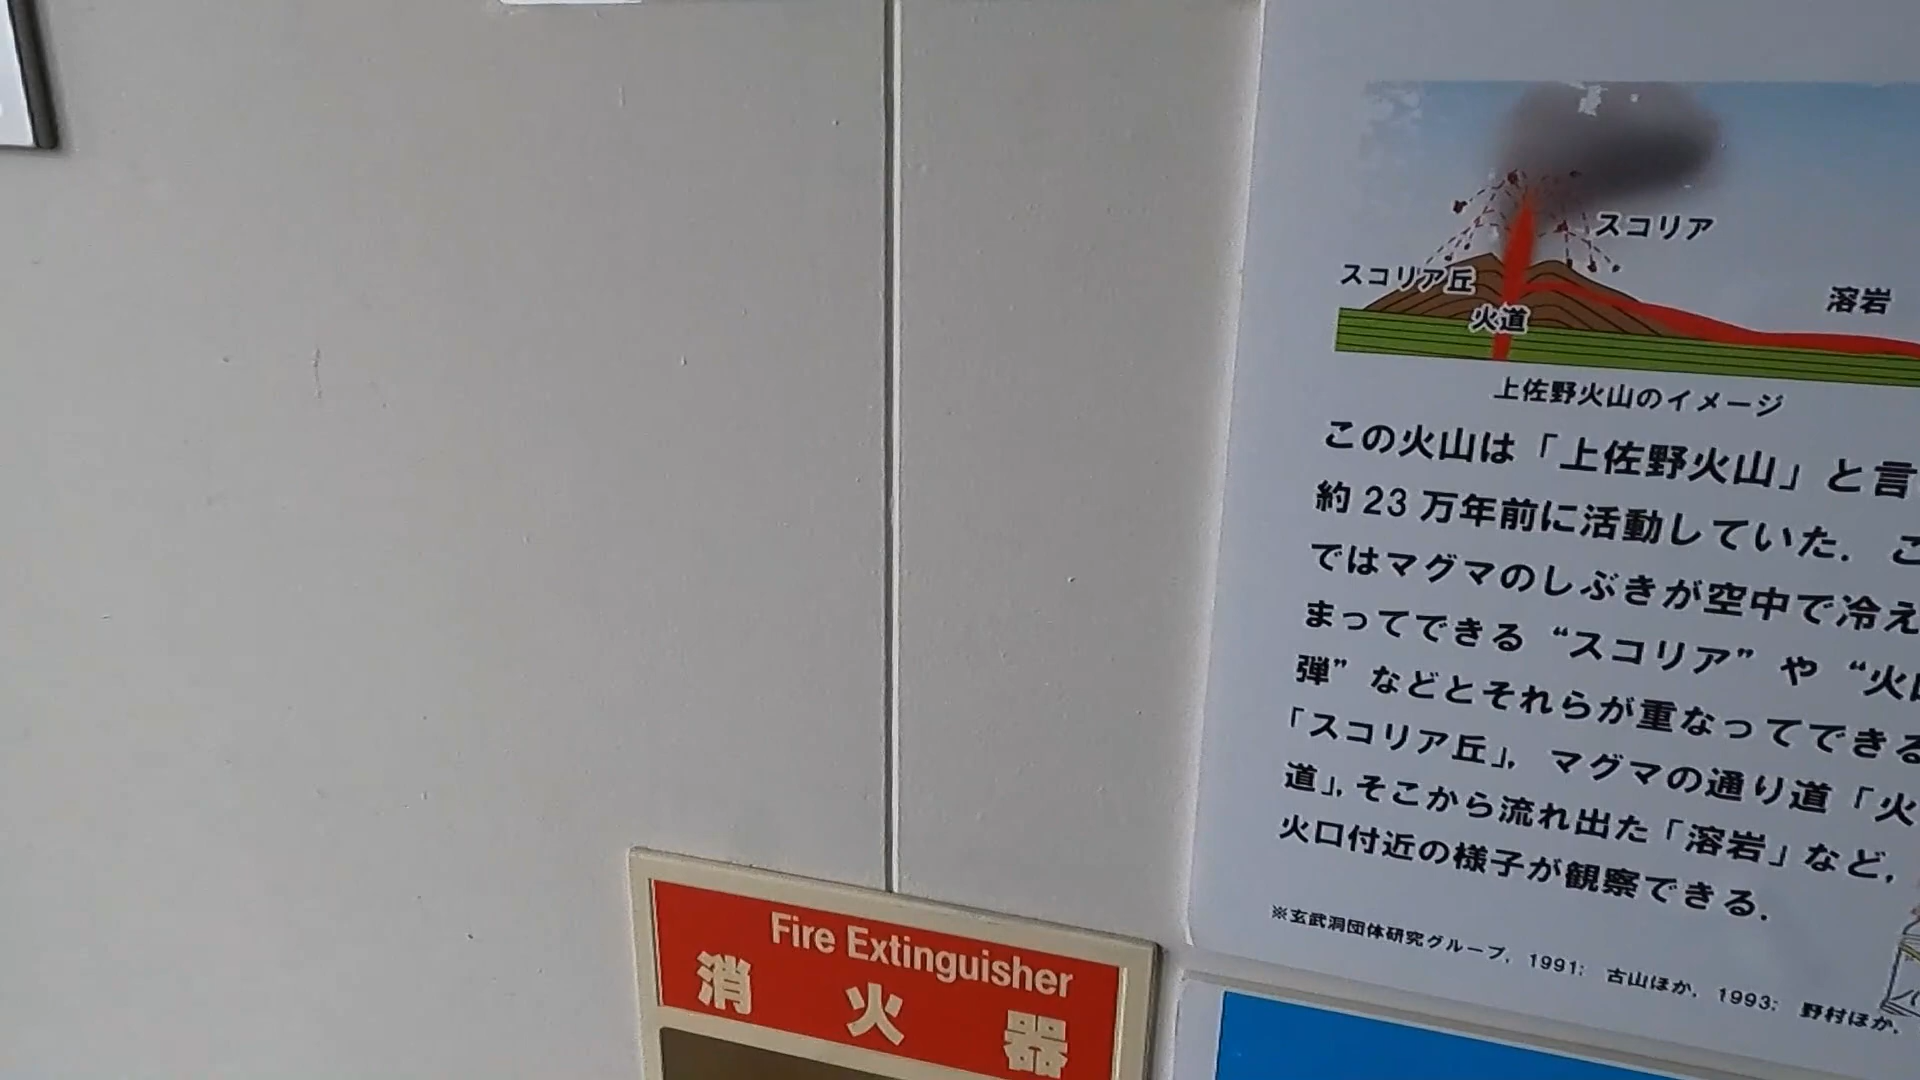 スコリア
スコリア丘
溶岩
火道
上佐野火山のイメージ
この火山は「上佐野火山」と言
約23万年前に活動していた．こ
ではマグマのしぶきが空中で冷え
まってできる“スコリア”や“火
弾”などとそれらが重なってできる
「スコリア丘」，マグマの通り道「火
道」，そこから流れ出た「溶岩」など，
火口付近の様子が観察できる．
※玄武洞団体研究グループ，1991； 古山ほか，1993； 野村ほか，
Fire Extinguisher
消火器